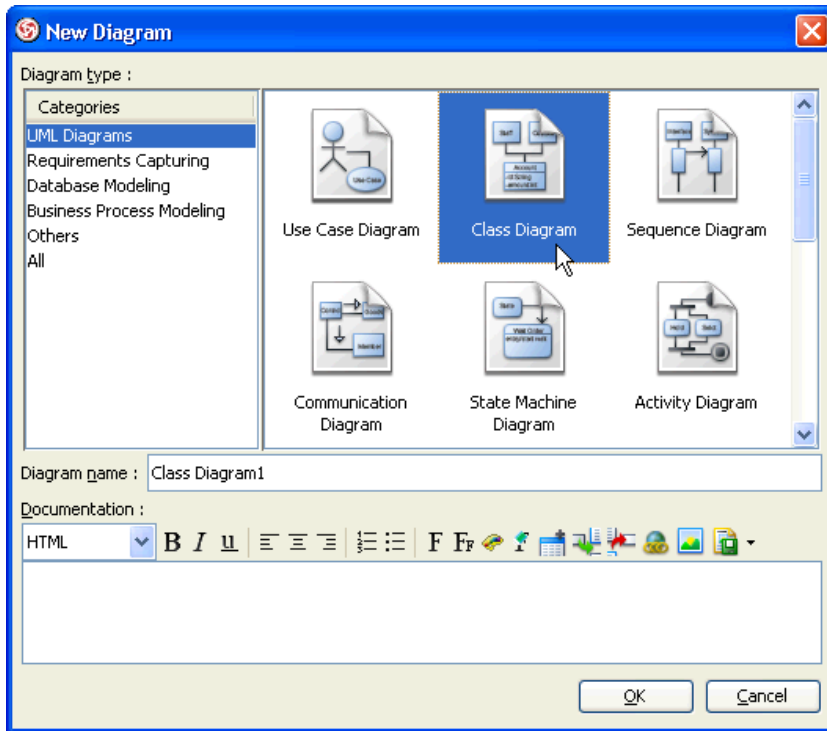 New Diagram
Diagram type :
Categories
UML Diagrams
Requirements Capturing
Database Modeling
Business Process Modeling
Others
All
Use Case Diagram
Class Diagram
Sequence Diagram
Communication
Diagram
State Machine
Diagram
Activity Diagram
Diagram name : Class Diagram1
Documentation :
HTML B I u F FF
OK Cancel